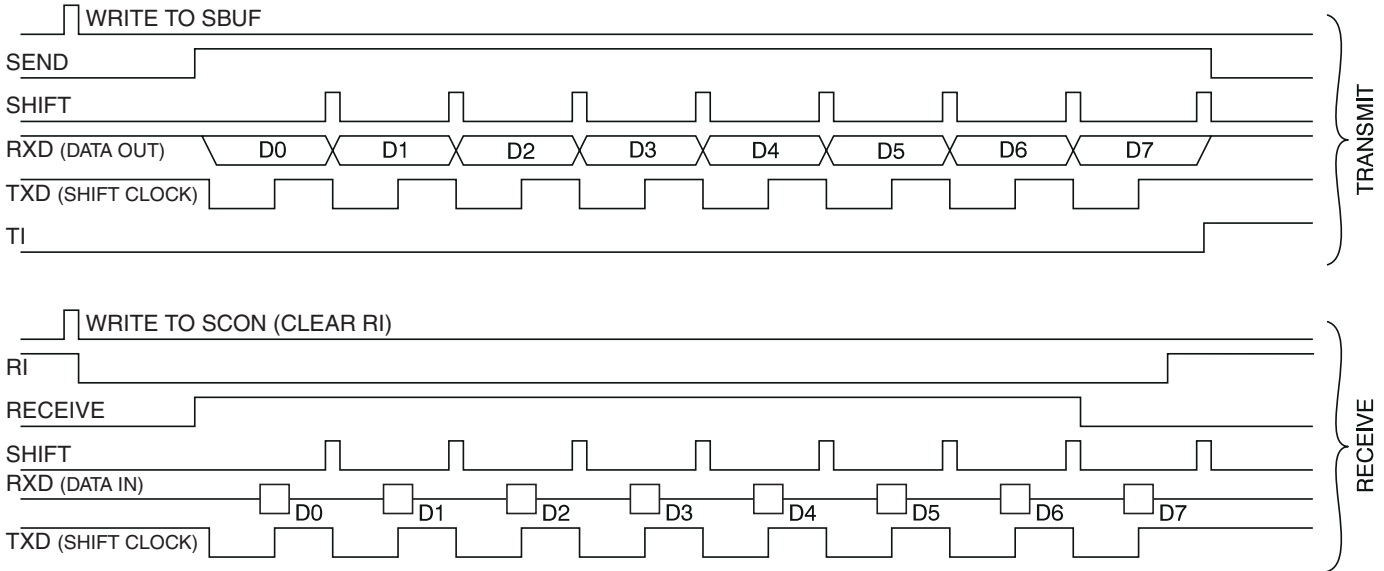 WRITE TO SBUF
SEND
SHIFT
RXD (DATA OUT) D0 D1 D2 D3 D4 D5 D6 D7
TXD (SHIFT CLOCK)
TI
TRANSMIT
WRITE TO SCON (CLEAR RI)
RI
RECEIVE
SHIFT
RXD (DATA IN) D0 D1 D2 D3 D4 D5 D6 D7
TXD (SHIFT CLOCK)
RECEIVE